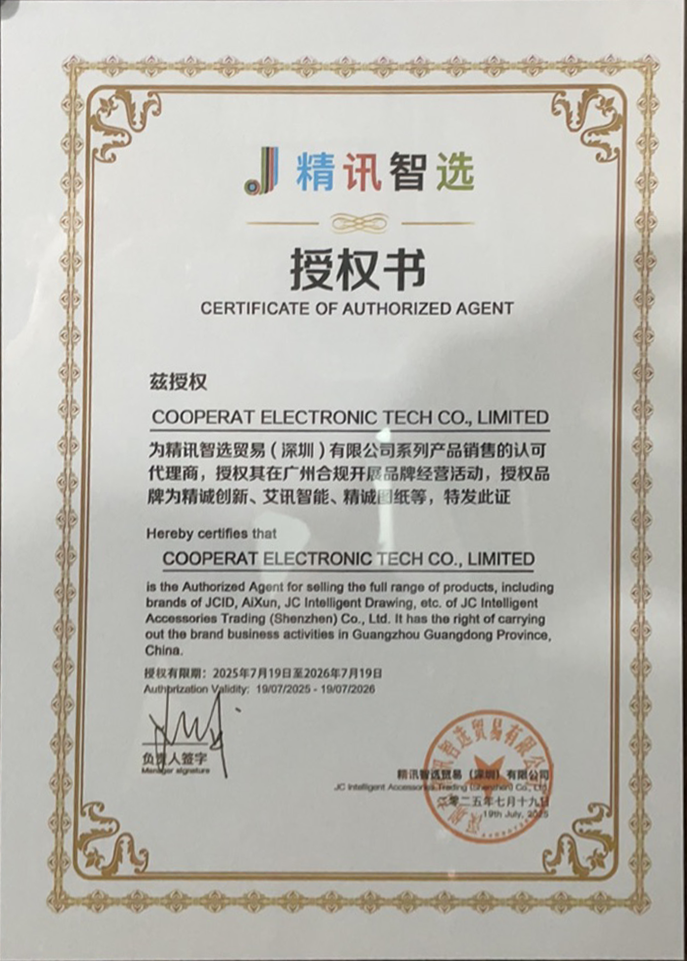 精讯智选
授权书
CERTIFICATE OF AUTHORIZED AGENT
兹授权
COOPERAT ELECTRONIC TECH CO., LIMITED
为精讯智选贸易（深圳）有限公司系列产品销售的认可
代理商，授权其在广州合规开展品牌经营活动，授权品
牌为精诚创新、艾讯智能、精诚图纸等，特发此证
Hereby certifies that
COOPERAT ELECTRONIC TECH CO., LIMITED
is the Authorized Agent for selling the full range of products, including
brands of JCID, AiXun, JC Intelligent Drawing, etc. of JC Intelligent
Accessories Trading (Shenzhen) Co., Ltd. It has the right of carrying
out the brand business activities in Guangzhou Guangdong Province,
China.
授权有限期：2025年7月19日至2026年7月19日
Authorization Validity: 19/07/2025 - 19/07/2026
负责人签字
Manager signature
精讯智选贸易（深圳）有限公司
JC Intelligent Accessories Trading (Shenzhen) Co., Ltd.
二零二五年七月十九日
19th July, 2025